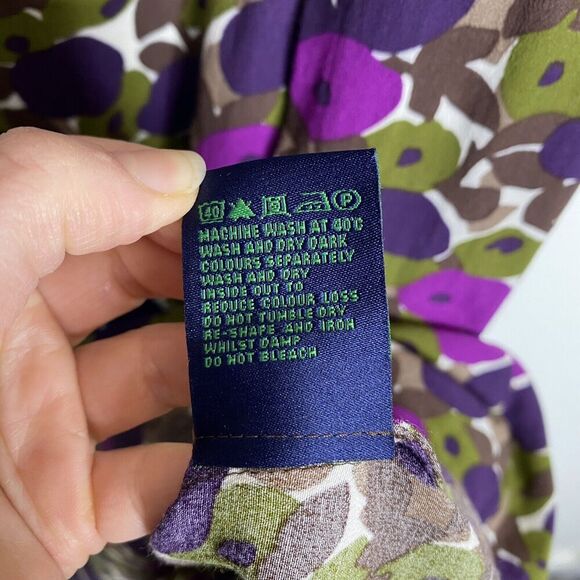 40 P
MACHINE WASH AT 40°C
WASH AND DRY DARK
COLOURS SEPARATELY
WASH AND DRY
INSIDE OUT TO
REDUCE COLOUR LOSS
DO NOT TUMBLE DRY
RE-SHAPE AND IRON
WHILST DAMP
DO NOT BLEACH